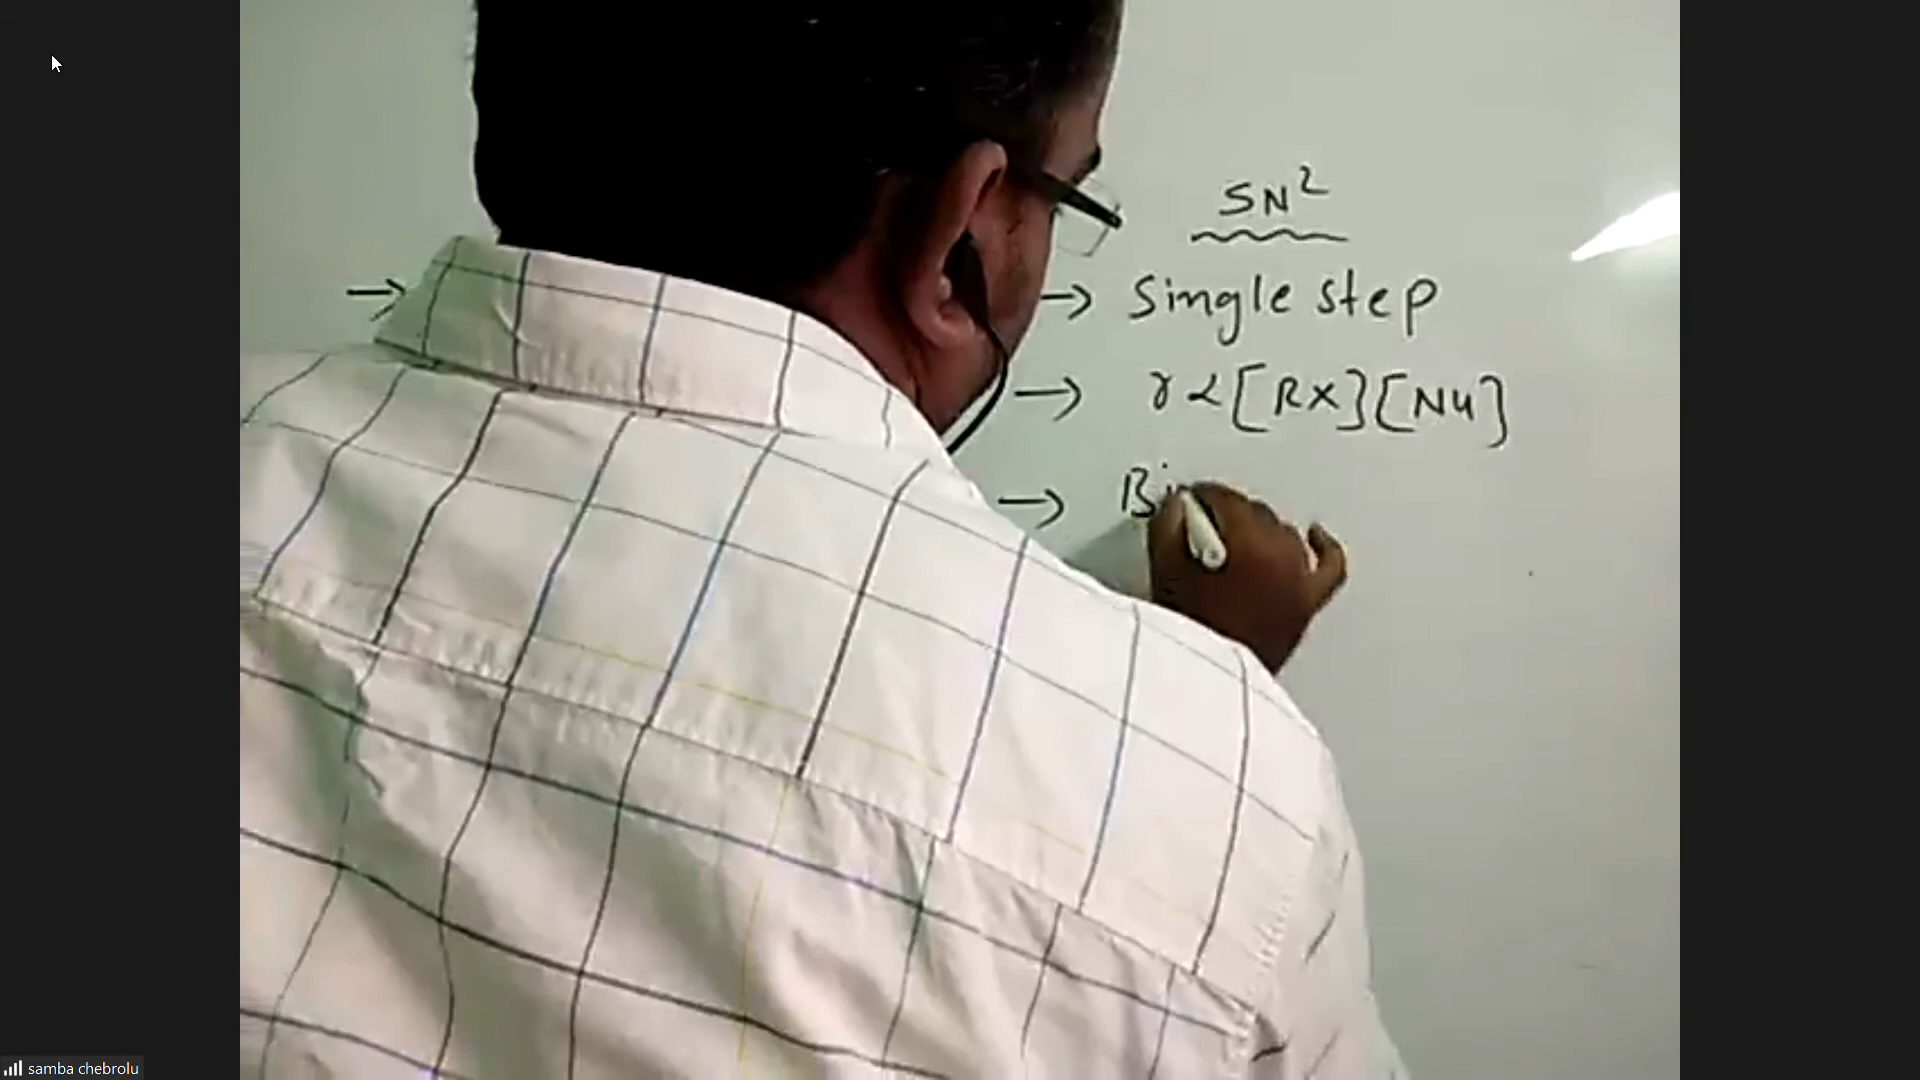 SN²
→ Single step
→ r ∝ [RX][Nu]
→ Bi
samba chebrolu